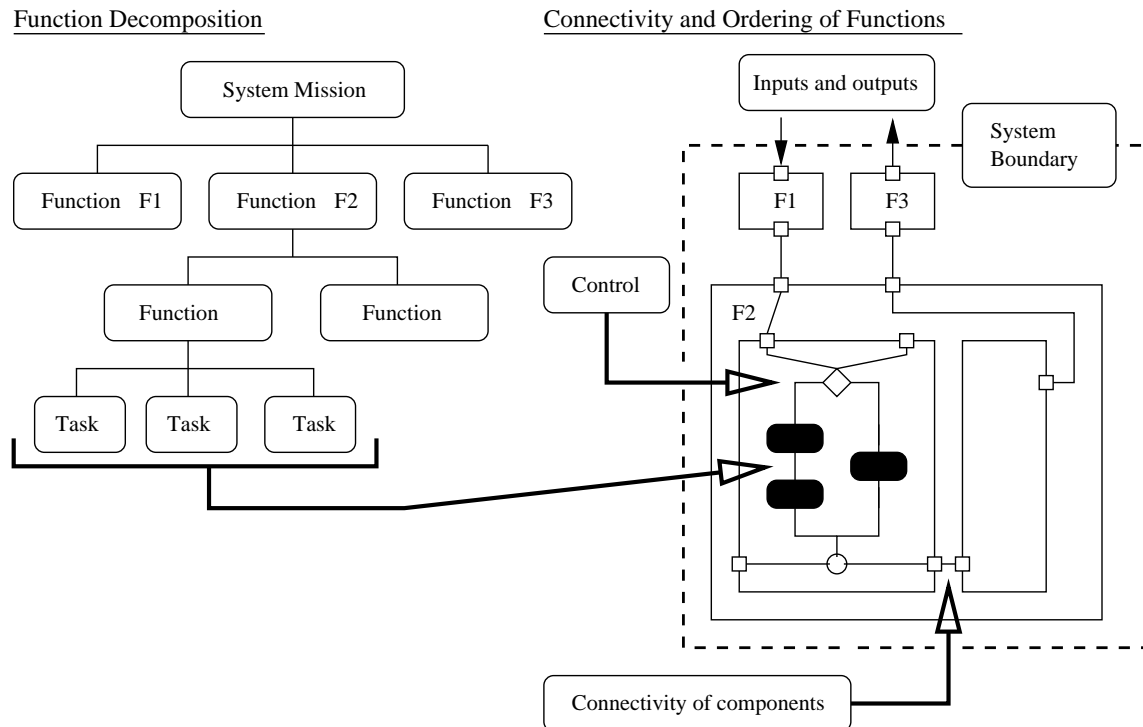 Function Decomposition
Connectivity and Ordering of Functions
System Mission
Inputs and outputs
System
Boundary
Function F1
Function F2
Function F3
F1
F3
Control
Function
Function
F2
Task
Task
Task
Connectivity of components